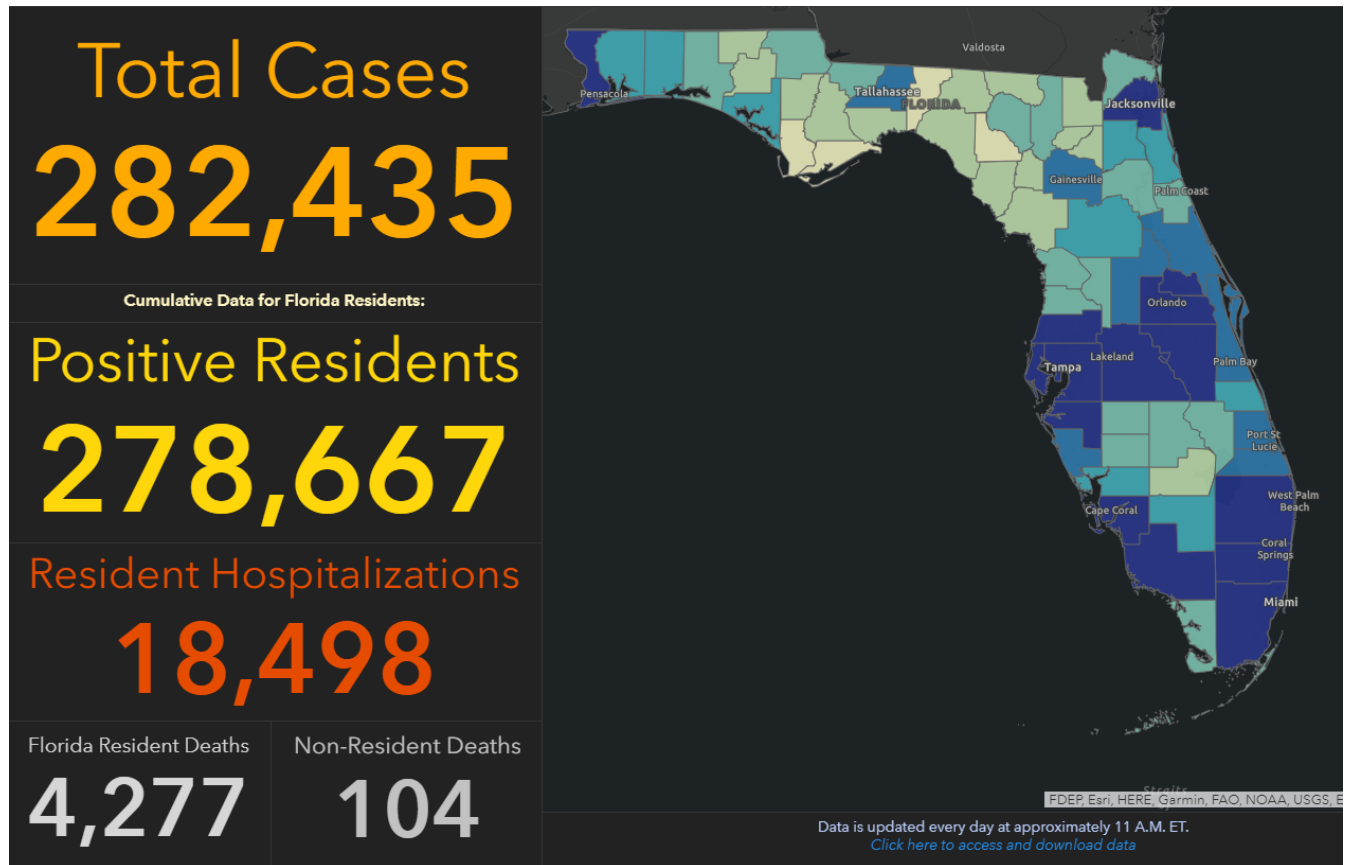 Total Cases
282,435
Cumulative Data for Florida Residents:
Positive Residents
278,667
Resident Hospitalizations
18,498
Florida Resident Deaths
4,277
Non-Resident Deaths
104
Valdosta
Pensacola
Tallahassee
FLORIDA
Jacksonville
Gainesville
Palm Coast
Orlando
Lakeland
Tampa
Palm Bay
Port St
Lucie
Cape Coral
West Palm
Beach
Coral
Springs
Miami
Straits
FDEP, Esri, HERE, Garmin, FAO, NOAA, USGS, E
Data is updated every day at approximately 11 A.M. ET.
Click here to access and download data